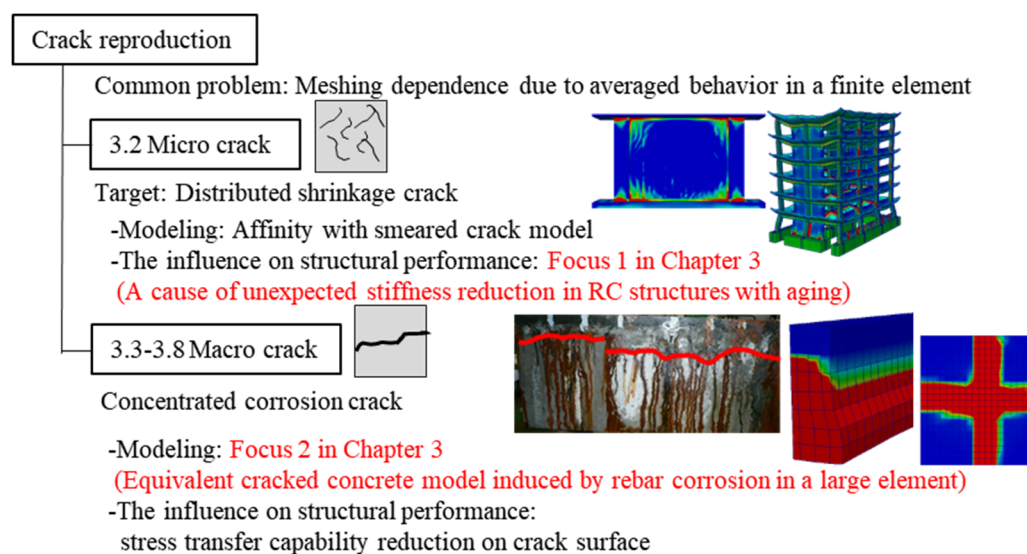 Crack reproduction
Common problem: Meshing dependence due to averaged behavior in a finite element
3.2 Micro crack
Target: Distributed shrinkage crack
-Modeling: Affinity with smeared crack model
-The influence on structural performance: Focus 1 in Chapter 3
(A cause of unexpected stiffness reduction in RC structures with aging)
3.3-3.8 Macro crack
Concentrated corrosion crack
-Modeling: Focus 2 in Chapter 3
(Equivalent cracked concrete model induced by rebar corrosion in a large element)
-The influence on structural performance:
stress transfer capability reduction on crack surface